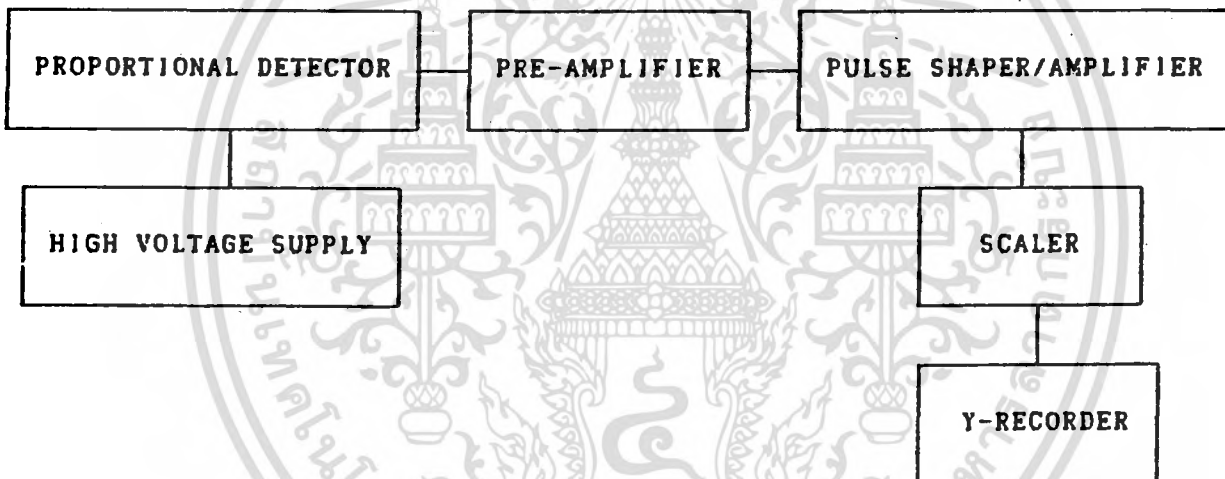 PROPORTIONAL DETECTOR
PRE-AMPLIFIER
PULSE SHAPER/AMPLIFIER
HIGH VOLTAGE SUPPLY
SCALER
Y-RECORDER